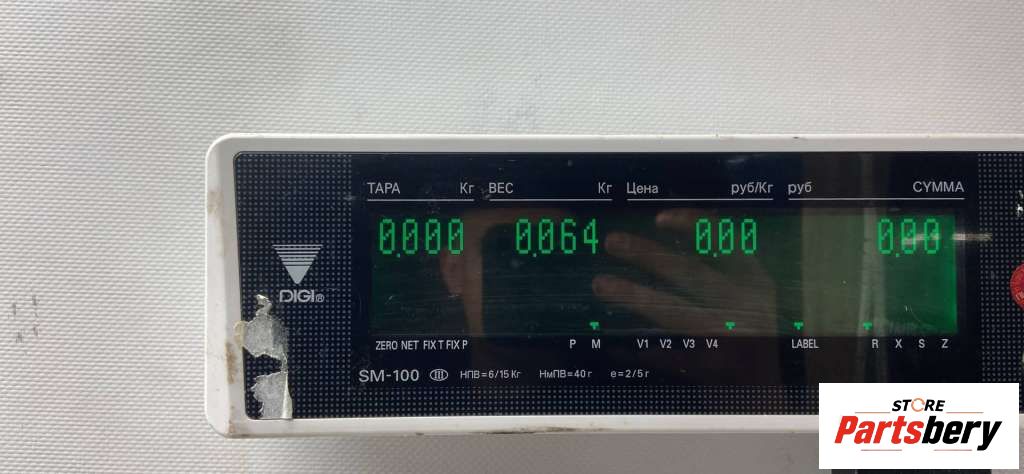 ТАРА Кг ВЕС Кг Цена руб/Кг руб СУММА
0.000 0.064 0.00 0.00
DIGI®
ZERO NET FIX T FIX P P M V1 V2 V3 V4 LABEL R X S Z
SM-100 III НПВ=6/15 Кг НмПВ=40 г е=2/5 г
STORE
Partsbery